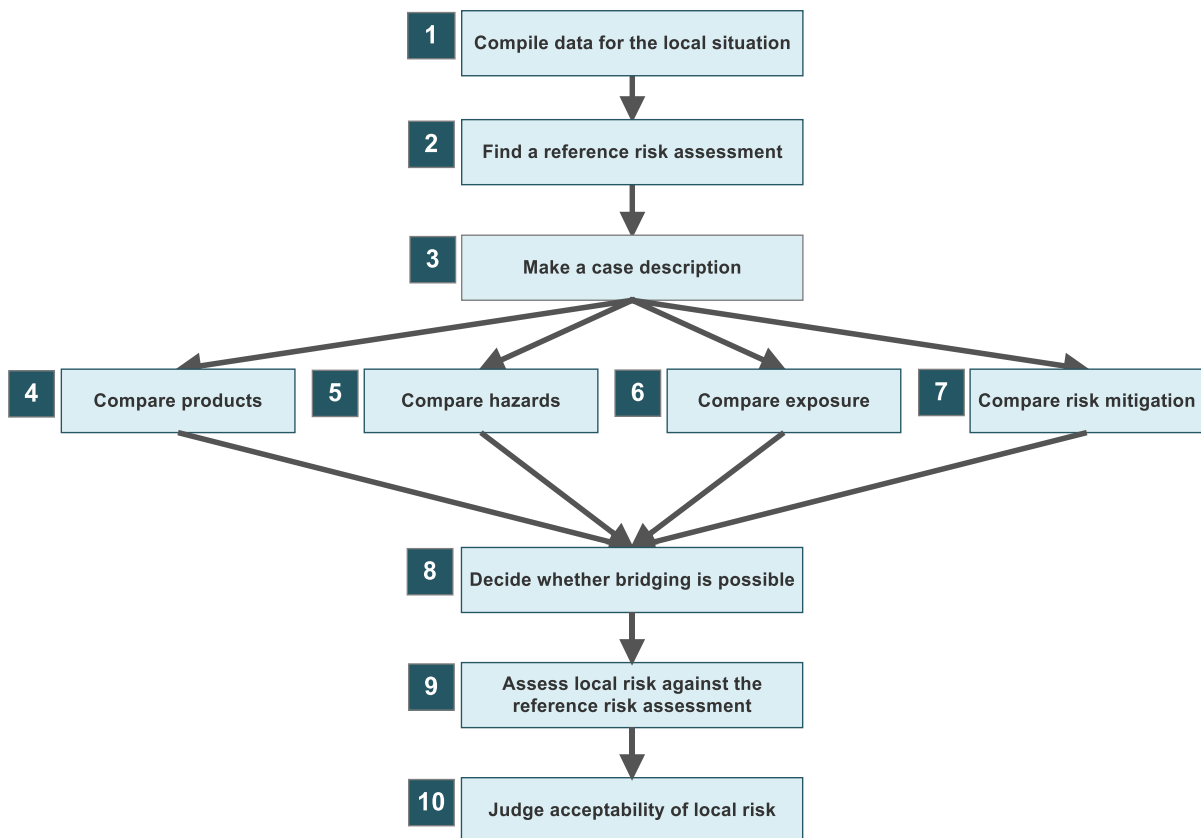 1
Compile data for the local situation
2
Find a reference risk assessment
3
Make a case description
4
Compare products
5
Compare hazards
6
Compare exposure
7
Compare risk mitigation
8
Decide whether bridging is possible
9
Assess local risk against the
reference risk assessment
10
Judge acceptability of local risk